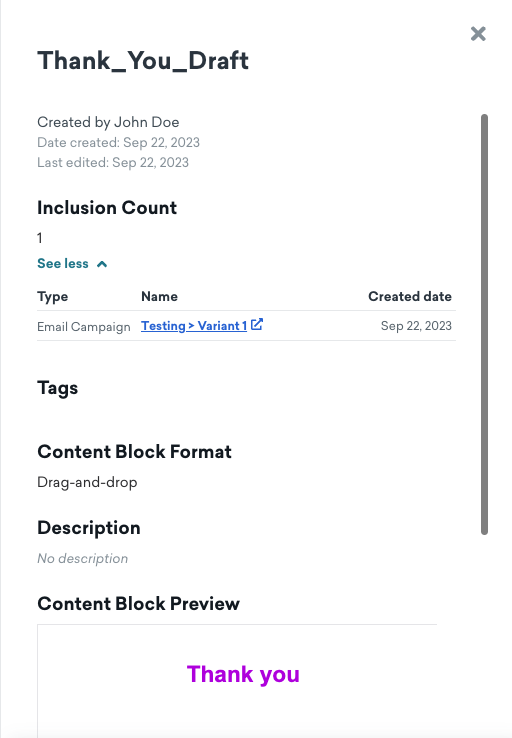 Thank_You_Draft
Created by John Doe
Date created: Sep 22, 2023
Last edited: Sep 22, 2023
Inclusion Count
1
See less
Type Name Created date
Email Campaign Testing > Variant 1 Sep 22, 2023
Tags
Content Block Format
Drag-and-drop
Description
No description
Content Block Preview
Thank you